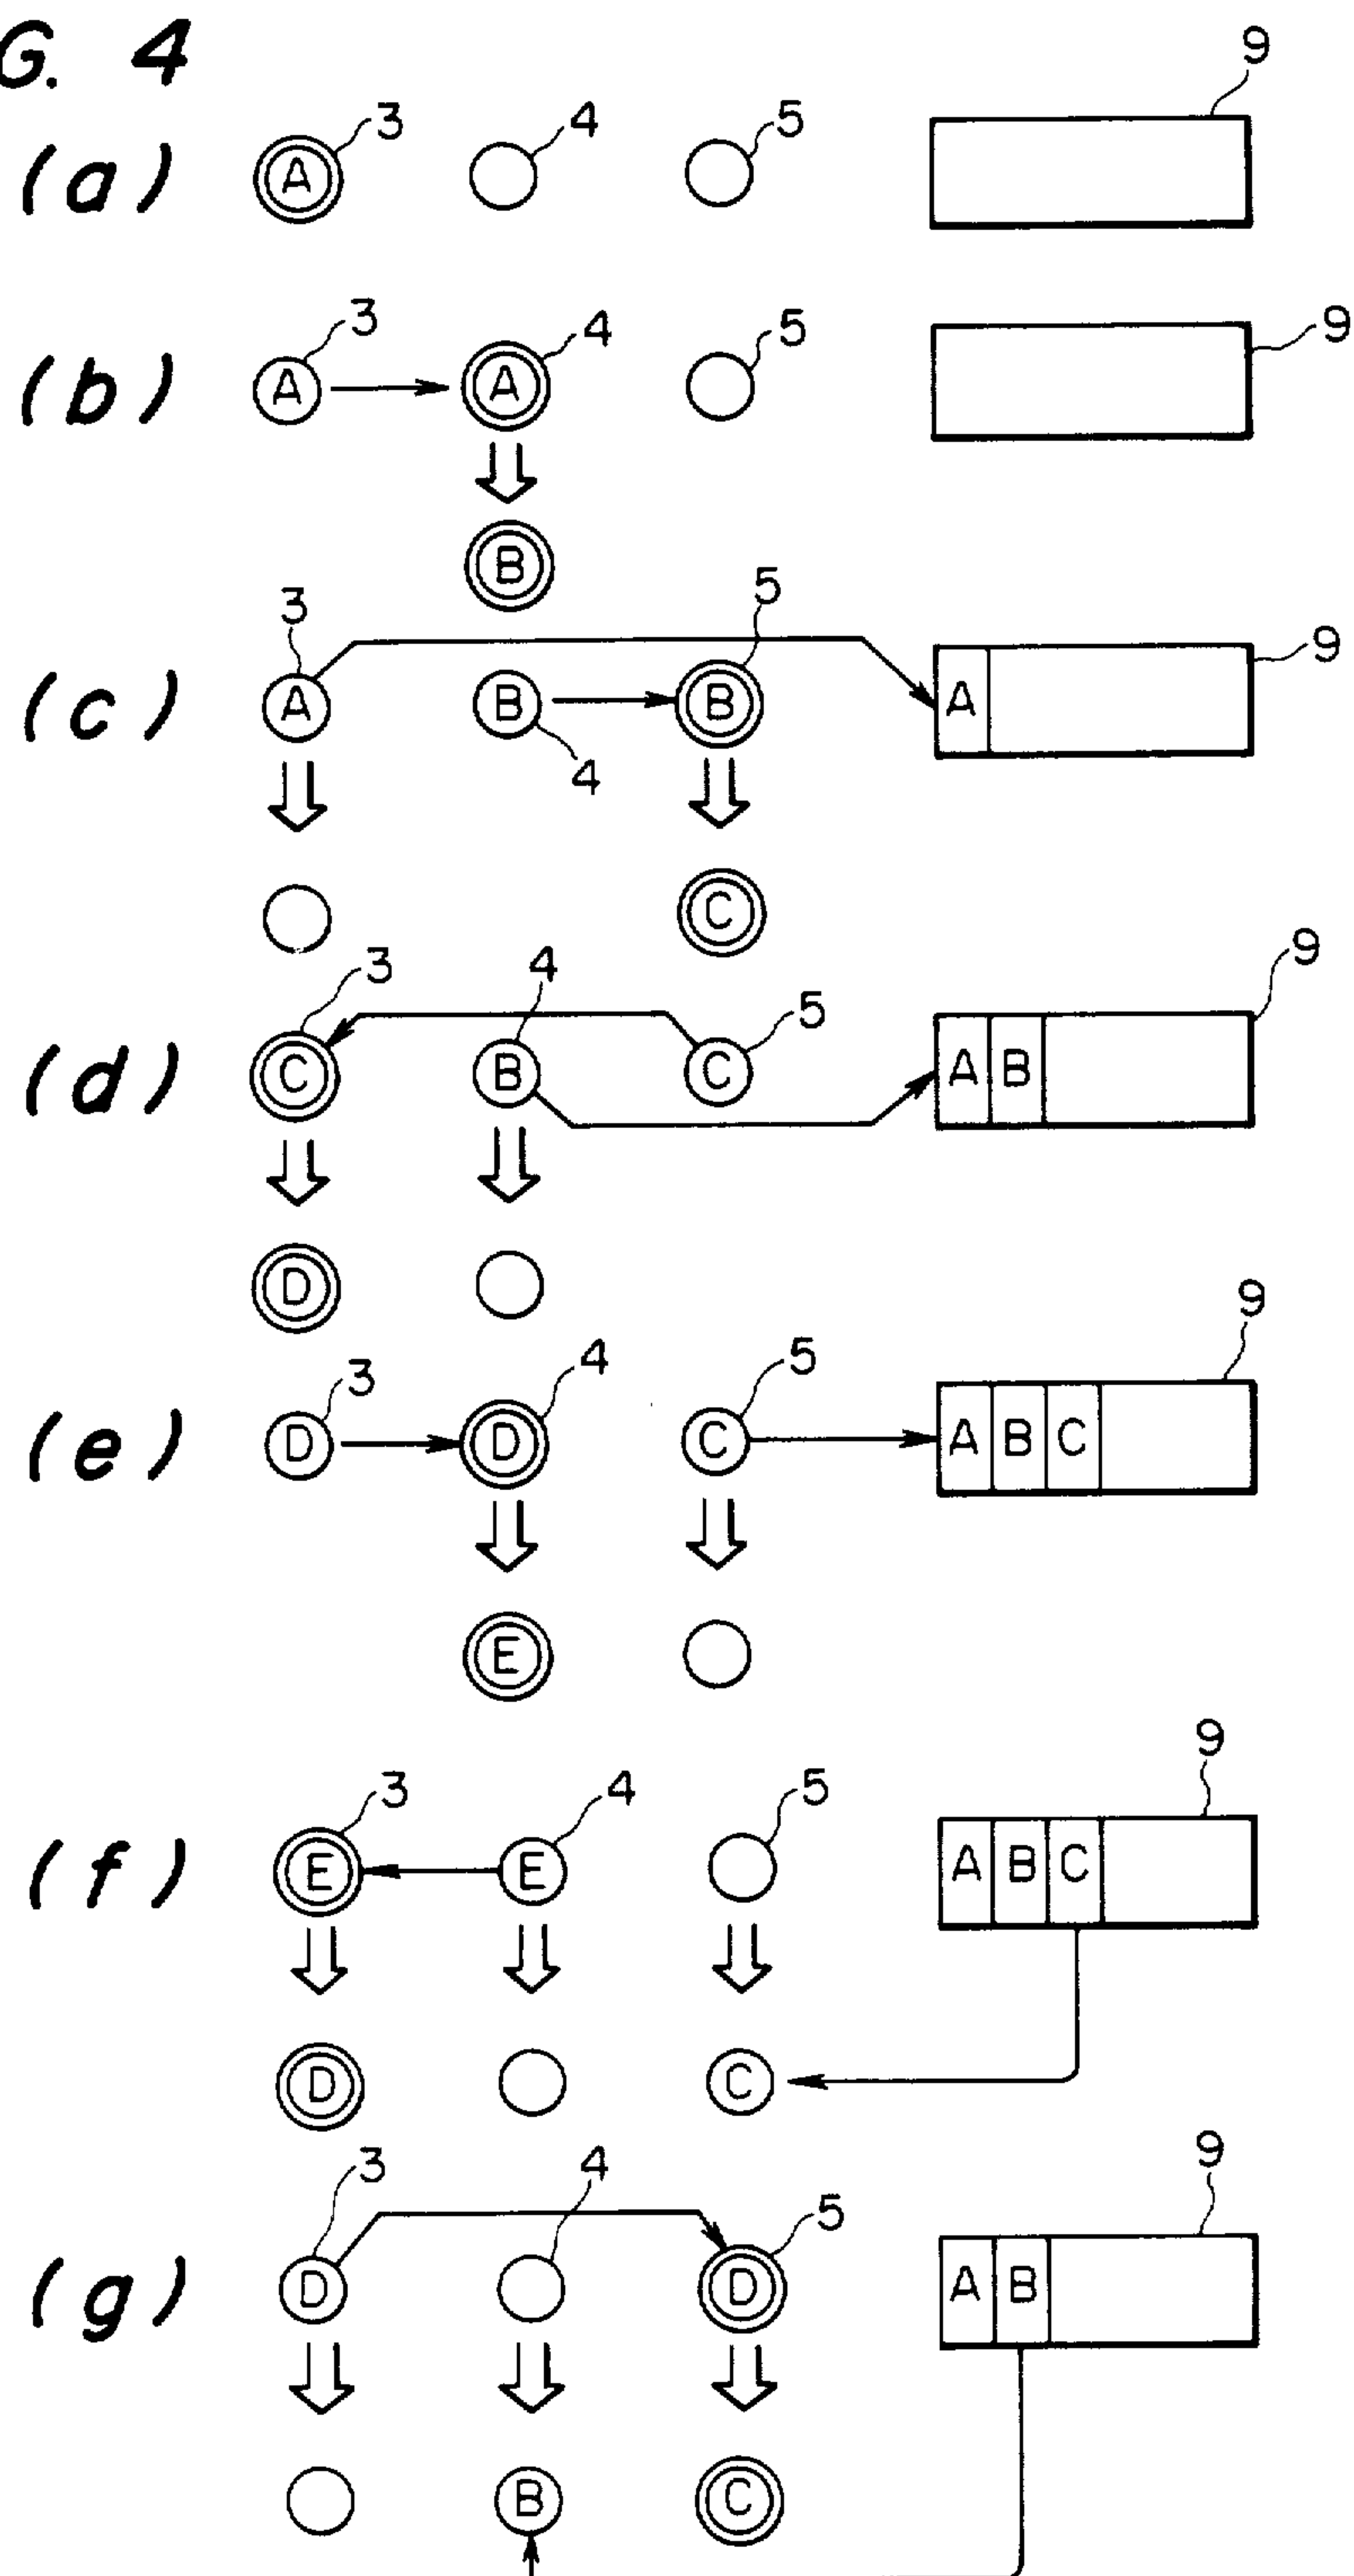 G. 4
(a) A 3 4 5 9
(b) A 3 A 4 5 9
B
(c) A 3 B 4 B 5 A 9
C
(d) C 3 B 4 C 5 A B 9
D
(e) D 3 D 4 C 5 A B C 9
E
(f) E 3 E 4 5 A B C 9
D C
(g) D 3 4 D 5 A B 9
B C